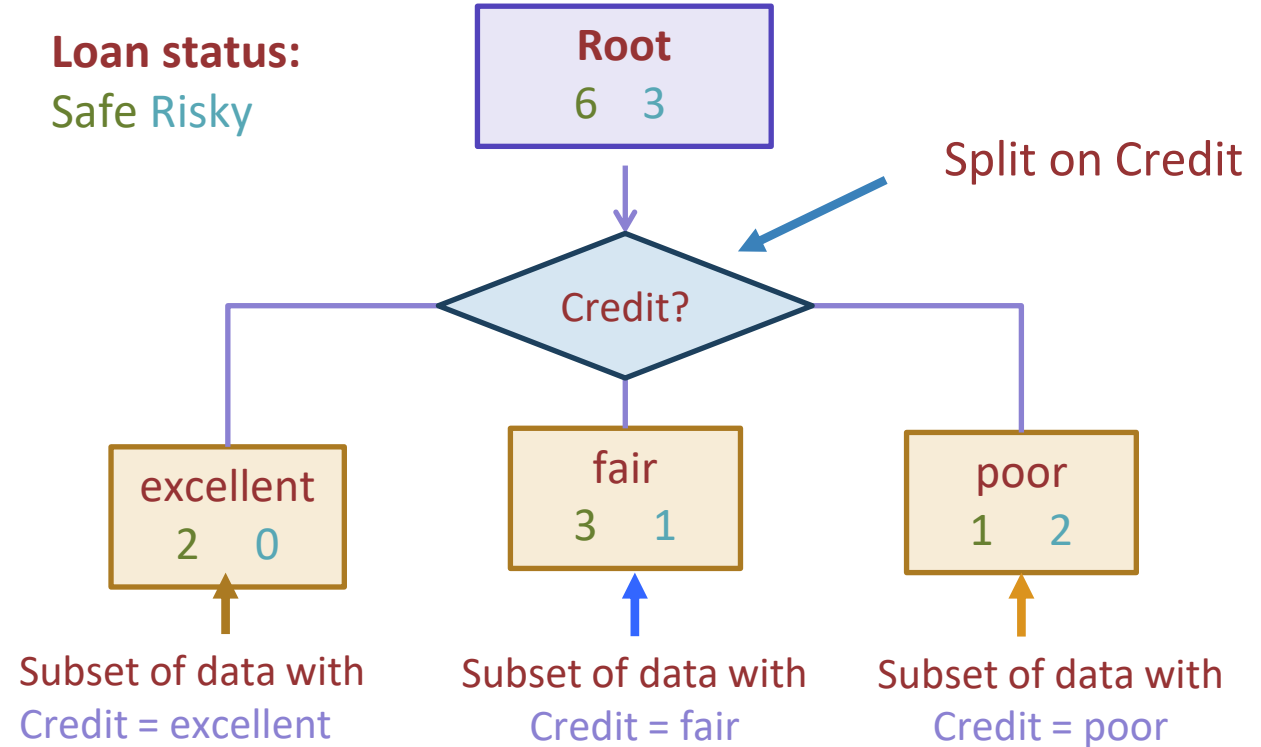 Loan status:
Safe Risky
Root
6 3
Split on Credit
Credit?
excellent
2 0
fair
3 1
poor
1 2
Subset of data with
Credit = excellent
Subset of data with
Credit = fair
Subset of data with
Credit = poor